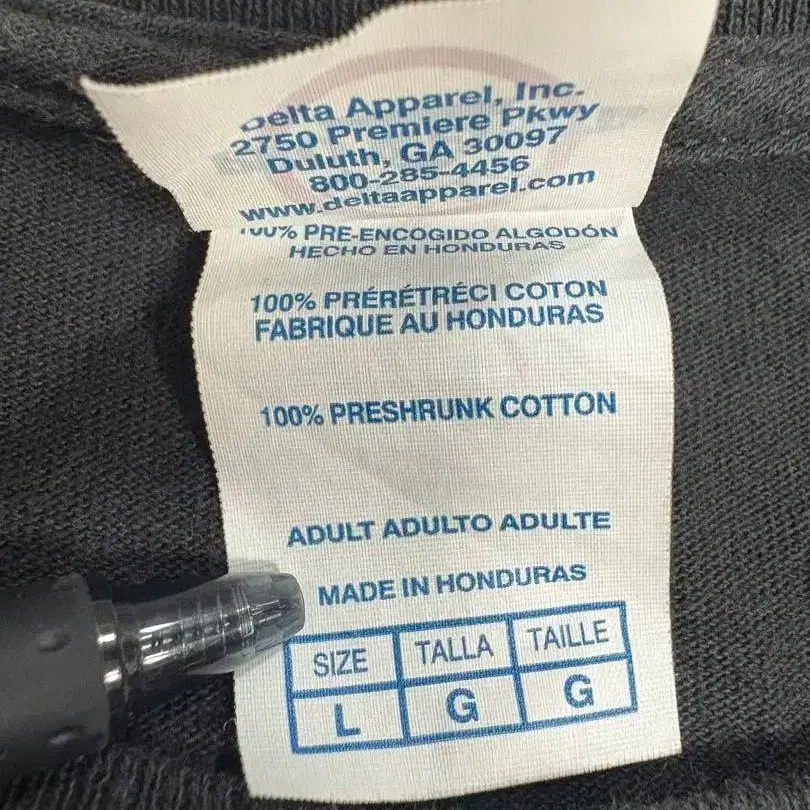 Delta Apparel, Inc.
2750 Premiere Pkwy
Duluth, GA 30097
800-285-4456
www.deltaapparel.com
100% PRE-ENCOGIDO ALGODÓN
HECHO EN HONDURAS
100% PRÉRÉTRÉCI COTON
FABRIQUE AU HONDURAS
100% PRESHRUNK COTTON
ADULT ADULTO ADULTE
MADE IN HONDURAS
SIZE TALLA TAILLE
L G G